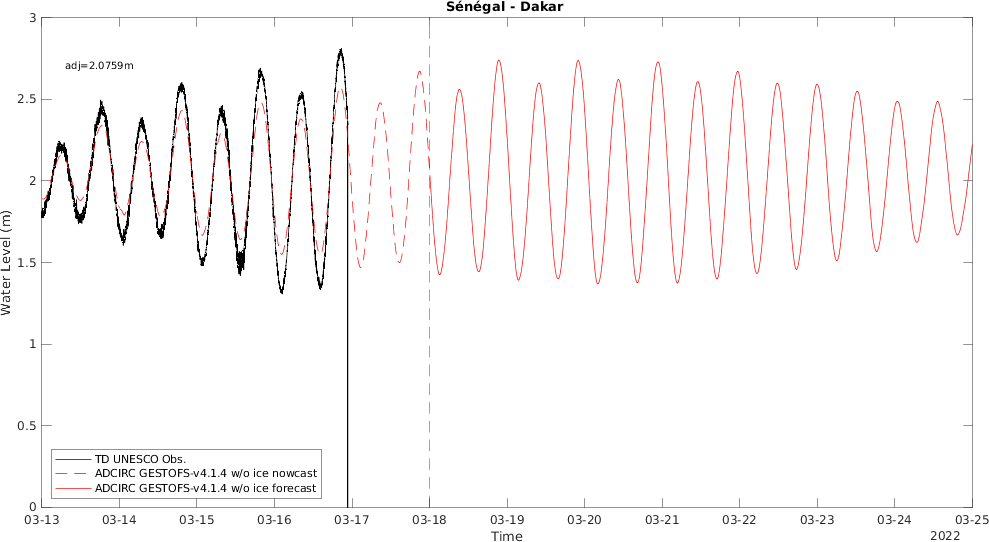 Sénégal - Dakar
3
2.5
2
1.5
1
0.5
0
Water Level (m)
adj=2.0759m
TD UNESCO Obs.
ADCIRC GESTOFS-v4.1.4 w/o ice nowcast
ADCIRC GESTOFS-v4.1.4 w/o ice forecast
03-13 03-14 03-15 03-16 03-17 03-18 03-19 03-20 03-21 03-22 03-23 03-24 03-25
Time
2022